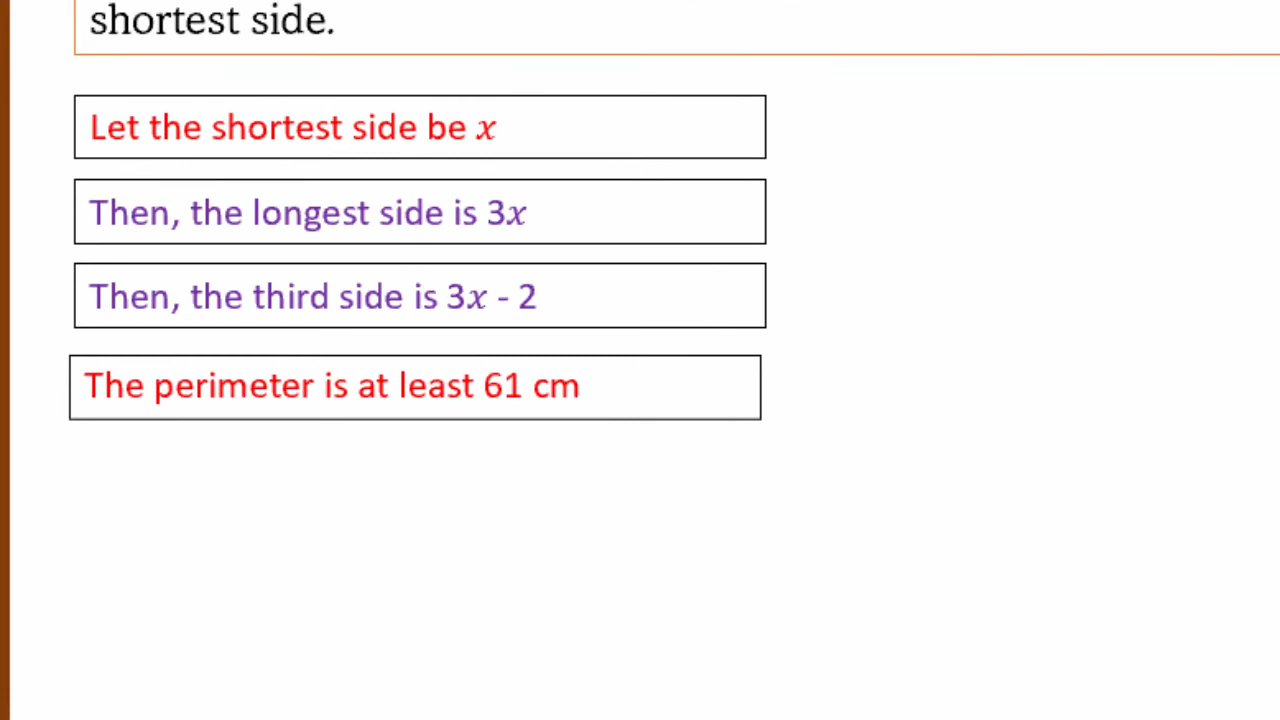 shortest side.
Let the shortest side be x
Then, the longest side is 3x
Then, the third side is 3x - 2
The perimeter is at least 61 cm